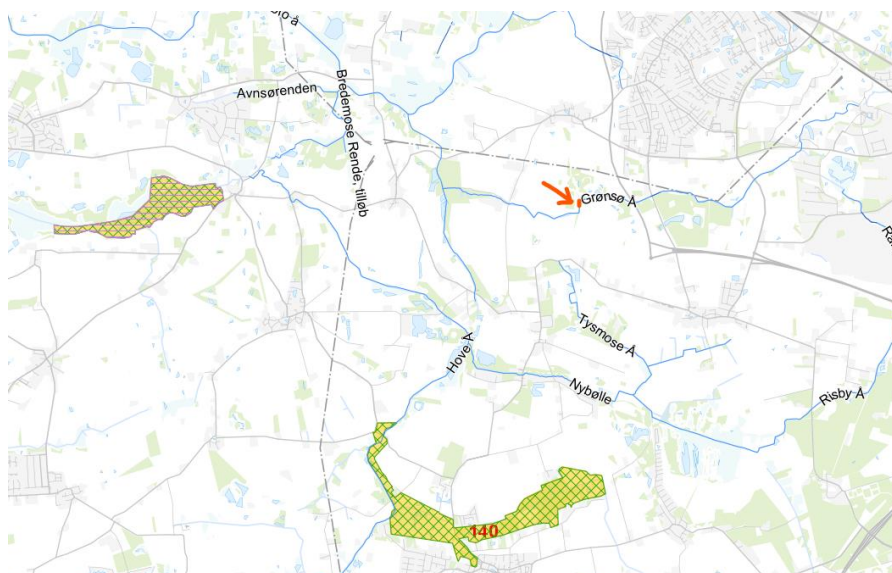 Avnsørenden
Bredemose Rende, tilløb
Grønsø Å
Tysmose Å
Hove Å
Nybølle
Risby Å
140